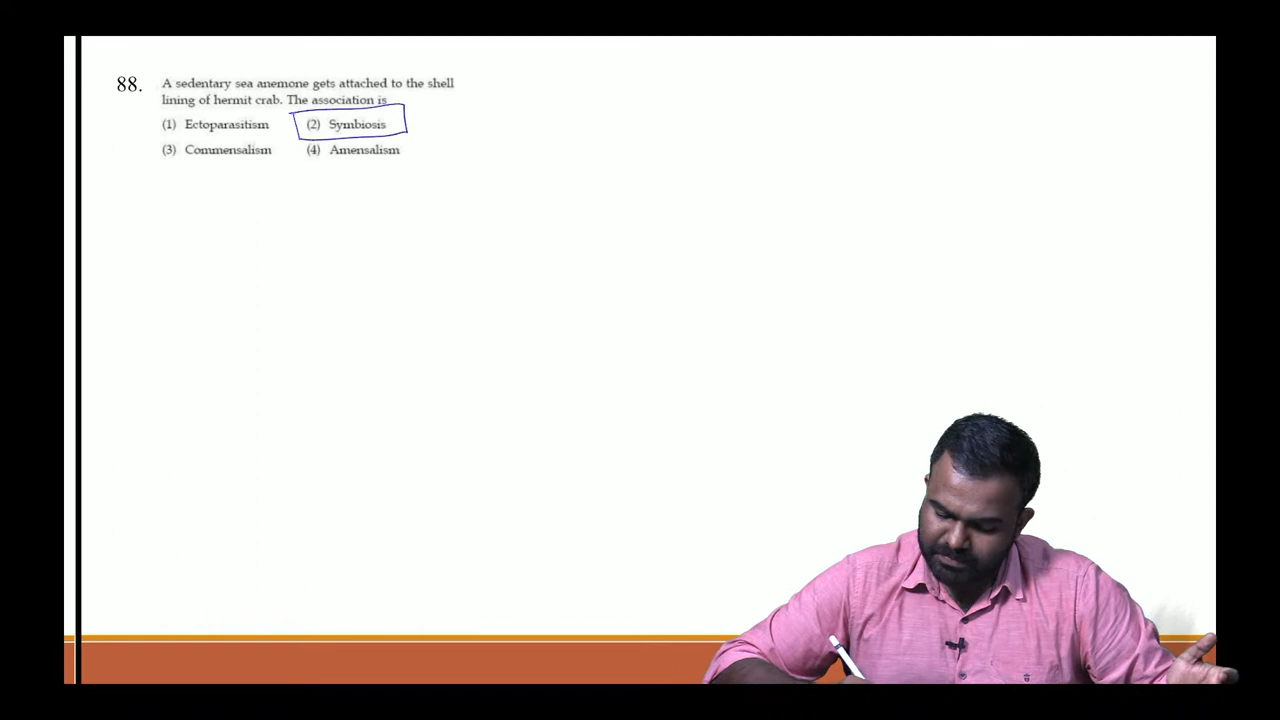 88. A sedentary sea anemone gets attached to the shell
lining of hermit crab. The association is
(1) Ectoparasitism (2) Symbiosis
(3) Commensalism (4) Amensalism